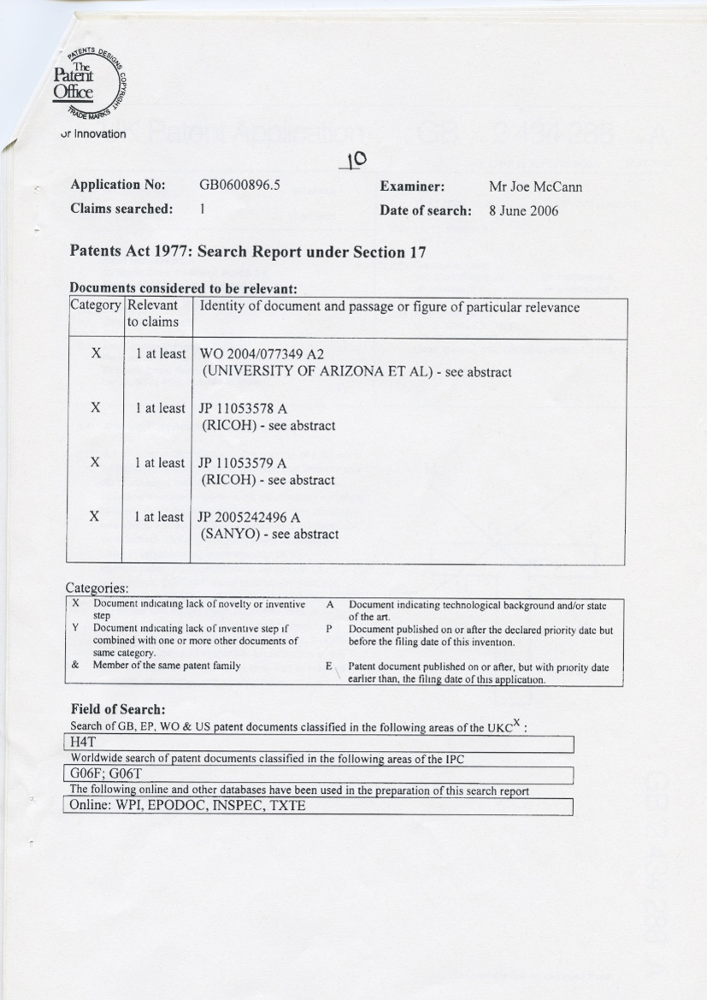 PATENTS DESIGNS COPYRIGHT TRADE MARKS
The
Patent
Office
or Innovation
10
Application No: GB0600896.5 Examiner: Mr Joe McCann
Claims searched: 1 Date of search: 8 June 2006
Patents Act 1977: Search Report under Section 17
Documents considered to be relevant:
Category Relevant Identity of document and passage or figure of particular relevance
to claims
X 1 at least WO 2004/077349 A2
(UNIVERSITY OF ARIZONA ET AL) - see abstract
X 1 at least JP 11053578 A
(RICOH) - see abstract
X 1 at least JP 11053579 A
(RICOH) - see abstract
X 1 at least JP 2005242496 A
(SANYO) - see abstract
Categories:
X Document indicating lack of novelty or inventive A Document indicating technological background and/or state
step of the art.
Y Document indicating lack of inventive step if P Document published on or after the declared priority date but
combined with one or more other documents of before the filing date of this invention.
same category.
& Member of the same patent family E Patent document published on or after, but with priority date
earlier than, the filing date of this application.
Field of Search:
Search of GB, EP, WO & US patent documents classified in the following areas of the UKC^X :
H4T
Worldwide search of patent documents classified in the following areas of the IPC
G06F; G06T
The following online and other databases have been used in the preparation of this search report
Online: WPI, EPODOC, INSPEC, TXTE